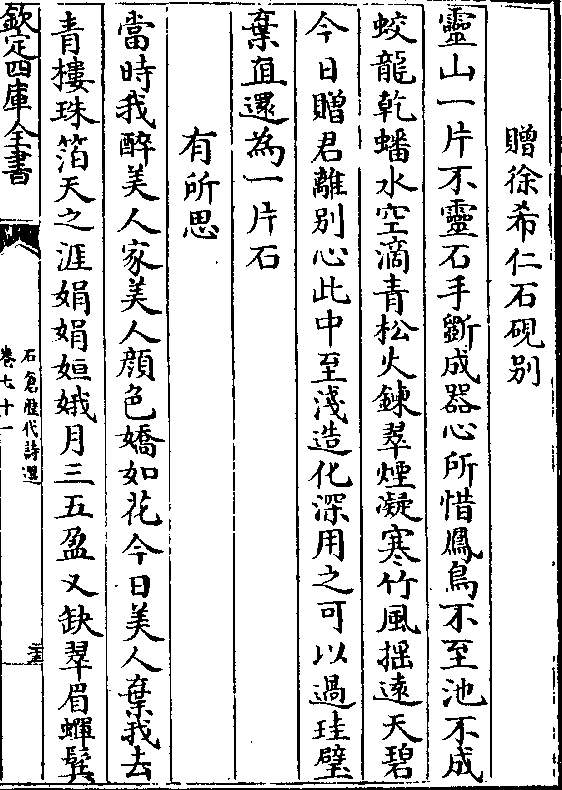 贈徐希仁石硯别
靈山一片不靈石手斵成器心所惜鳳鳥不至池不成
蛟龍乾蟠水空滴青松火鍊翠煙凝寒竹風揺遠天碧
今日贈君離别心此中至淺造化深用之可以過珪璧
棄直還為一片石
有所思
當時我醉美人家美人顔色嬌如花今日美人棄我去
青樓珠箔天之涯娟娟姮娥月三五盈又缺翠眉蟬鬂
欽定四庫全書
石倉歷代詩選
卷七十一